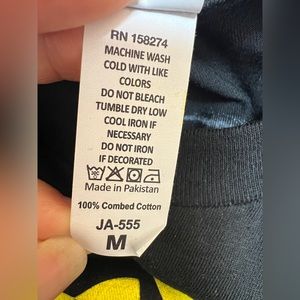 RN 158274
MACHINE WASH
COLD WITH LIKE
COLORS
DO NOT BLEACH
TUMBLE DRY LOW
COOL IRON IF
NECESSARY
DO NOT IRON
IF DECORATED
Made in Pakistan
100% Combed Cotton
JA-555
M